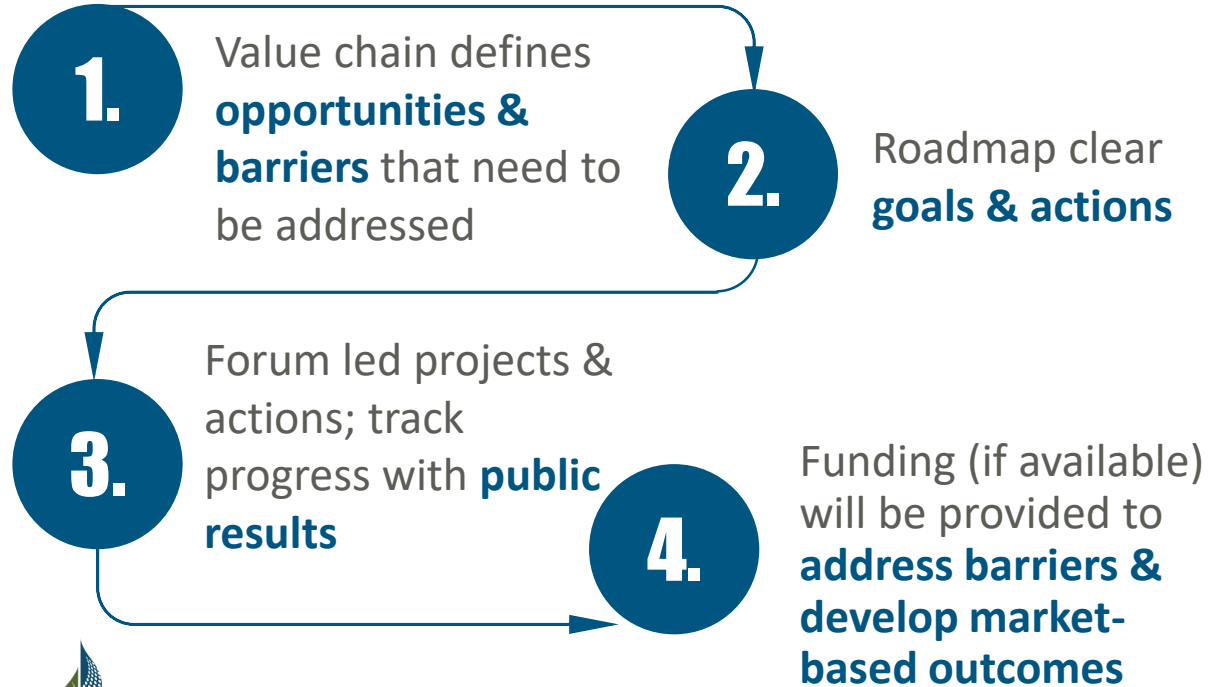 1.
Value chain defines
opportunities &
barriers that need to
be addressed
2.
Roadmap clear
goals & actions
3.
Forum led projects &
actions; track
progress with public
results
4.
Funding (if available)
will be provided to
address barriers &
develop market-
based outcomes